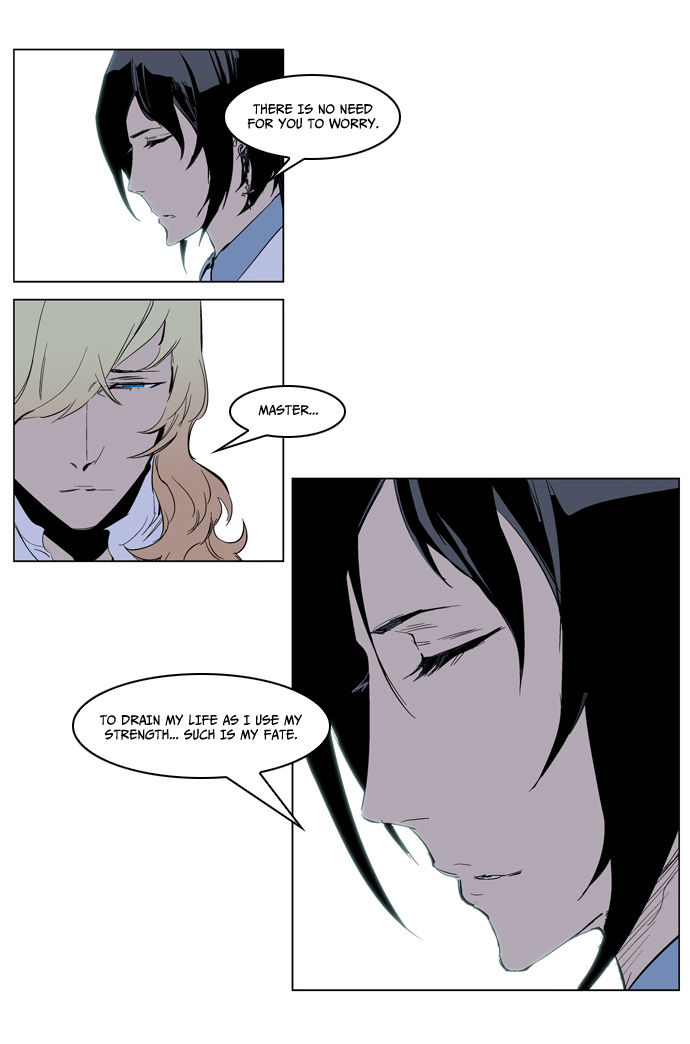 THERE IS NO NEED
FOR YOU TO WORRY.
MASTER...
TO DRAIN MY LIFE AS I USE MY
STRENGTH... SUCH IS MY FATE.